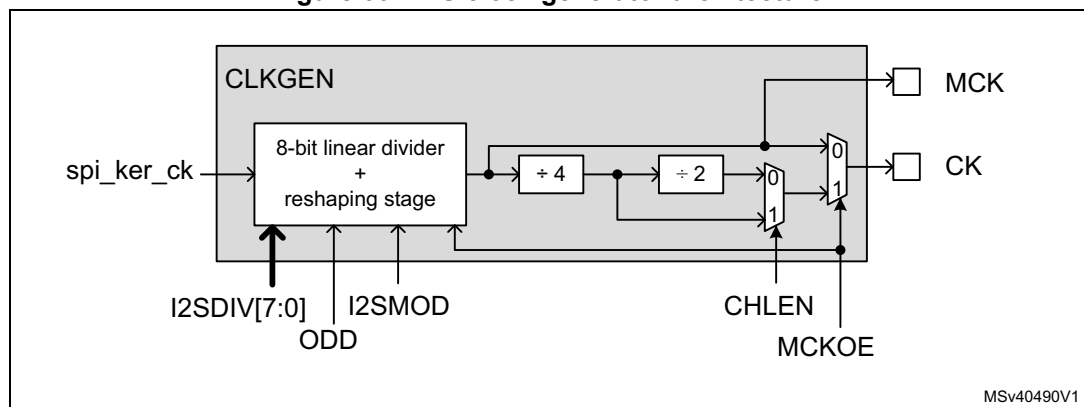 CLKGEN
MCK
8-bit linear divider
+
reshaping stage
spi_ker_ck
÷ 4
÷ 2
0
1
0
1
CK
I2SDIV[7:0]
I2SMOD
CHLEN
ODD
MCKOE
MSv40490V1